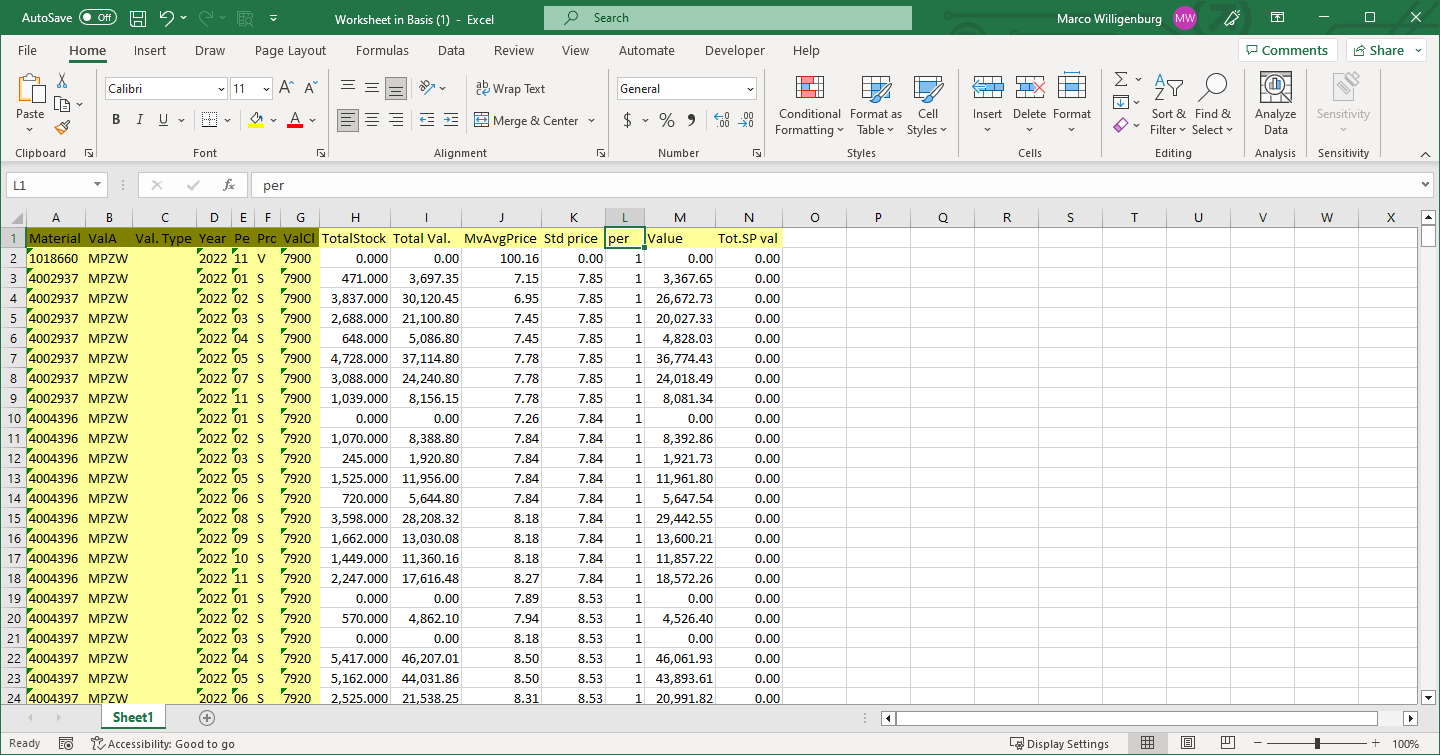 AutoSave Off Worksheet in Basis (1) - Excel Search Marco Willigenburg MW
File Home Insert Draw Page Layout Formulas Data Review View Automate Developer Help Comments Share
Paste Calibri 11 Wrap Text General Conditional Formatting Format as Table Cell Styles Insert Delete Format Sort & Filter Find & Select Analyze Data Sensitivity
B I U A Merge & Center $ %
Clipboard Font Alignment Number Styles Cells Editing Analysis Sensitivity
L1 fx per
A B C D E F G H I J K L M N O P Q R S T U V W X
1 Material ValA Val. Type Year Pe Prc ValCl TotalStock Total Val. MvAvgPrice Std price per Value Tot.SP val
2 1018660 MPZW 2022 11 V 7900 0.000 0.00 100.16 0.00 1 0.00 0.00
3 4002937 MPZW 2022 01 S 7900 471.000 3,697.35 7.15 7.85 1 3,367.65 0.00
4 4002937 MPZW 2022 02 S 7900 3,837.000 30,120.45 6.95 7.85 1 26,672.73 0.00
5 4002937 MPZW 2022 03 S 7900 2,688.000 21,100.80 7.45 7.85 1 20,027.33 0.00
6 4002937 MPZW 2022 04 S 7900 648.000 5,086.80 7.45 7.85 1 4,828.03 0.00
7 4002937 MPZW 2022 05 S 7900 4,728.000 37,114.80 7.78 7.85 1 36,774.43 0.00
8 4002937 MPZW 2022 07 S 7900 3,088.000 24,240.80 7.78 7.85 1 24,018.49 0.00
9 4002937 MPZW 2022 11 S 7900 1,039.000 8,156.15 7.78 7.85 1 8,081.34 0.00
10 4004396 MPZW 2022 01 S 7920 0.000 0.00 7.26 7.84 1 0.00 0.00
11 4004396 MPZW 2022 02 S 7920 1,070.000 8,388.80 7.84 7.84 1 8,392.86 0.00
12 4004396 MPZW 2022 03 S 7920 245.000 1,920.80 7.84 7.84 1 1,921.73 0.00
13 4004396 MPZW 2022 05 S 7920 1,525.000 11,956.00 7.84 7.84 1 11,961.80 0.00
14 4004396 MPZW 2022 06 S 7920 720.000 5,644.80 7.84 7.84 1 5,647.54 0.00
15 4004396 MPZW 2022 08 S 7920 3,598.000 28,208.32 8.18 7.84 1 29,442.55 0.00
16 4004396 MPZW 2022 09 S 7920 1,662.000 13,030.08 8.18 7.84 1 13,600.21 0.00
17 4004396 MPZW 2022 10 S 7920 1,449.000 11,360.16 8.18 7.84 1 11,857.22 0.00
18 4004396 MPZW 2022 11 S 7920 2,247.000 17,616.48 8.27 7.84 1 18,572.26 0.00
19 4004397 MPZW 2022 01 S 7920 0.000 0.00 7.89 8.53 1 0.00 0.00
20 4004397 MPZW 2022 02 S 7920 570.000 4,862.10 7.94 8.53 1 4,526.40 0.00
21 4004397 MPZW 2022 03 S 7920 0.000 0.00 8.18 8.53 1 0.00 0.00
22 4004397 MPZW 2022 04 S 7920 5,417.000 46,207.01 8.50 8.53 1 46,061.93 0.00
23 4004397 MPZW 2022 05 S 7920 5,162.000 44,031.86 8.50 8.53 1 43,893.61 0.00
24 4004397 MPZW 2022 06 S 7920 2,525.000 21,538.25 8.31 8.53 1 20,991.82 0.00
Sheet1
Ready Accessibility: Good to go Display Settings 100%